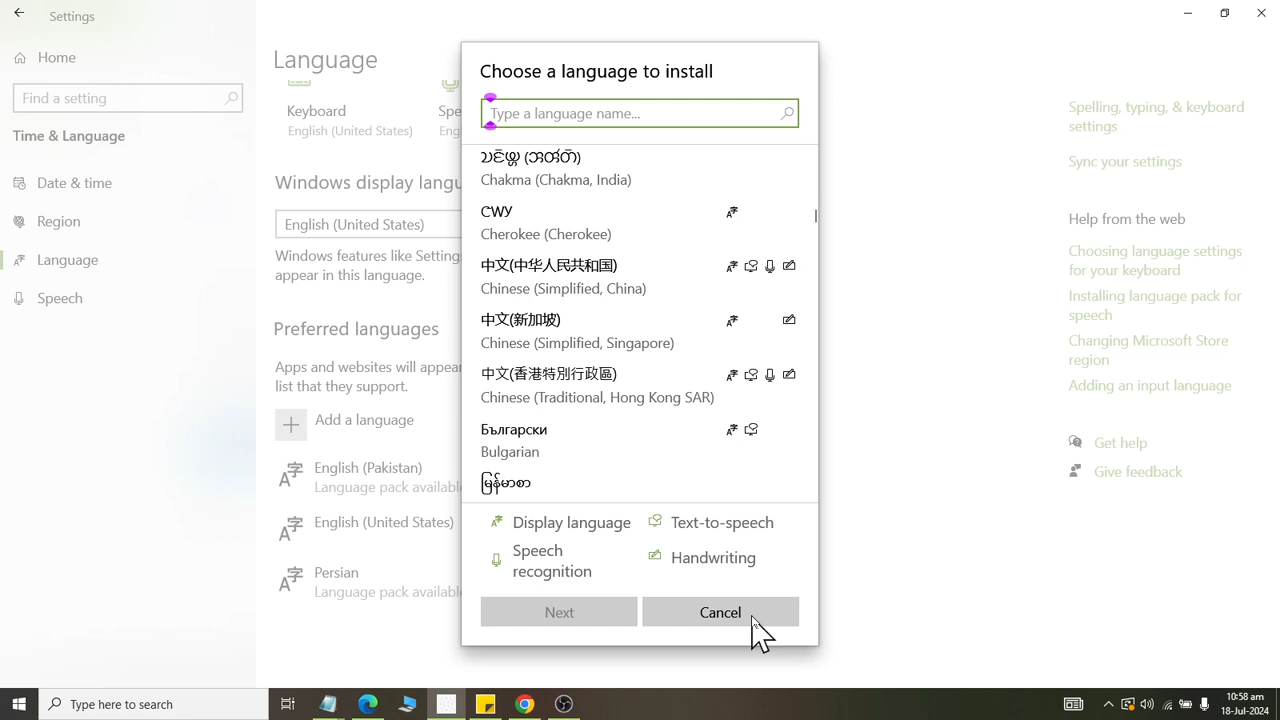 Settings
Home
Find a setting
Time & Language
Date & time
Region
Language
Speech
Language
Keyboard
English (United States)
Spe
Eng
Windows display langu
English (United States)
Windows features like Settings
appear in this language.
Preferred languages
Apps and websites will appear
list that they support.
Add a language
English (Pakistan)
Language pack available
English (United States)
Persian
Language pack available
Choose a language to install
Type a language name...
Chakma (Chakma, India)
ᏣᎳᎩ
Cherokee (Cherokee)
中文(中华人民共和国)
Chinese (Simplified, China)
中文(新加坡)
Chinese (Simplified, Singapore)
中文(香港特別行政區)
Chinese (Traditional, Hong Kong SAR)
Български
Bulgarian
မြန်မာစာ
Display language
Text-to-speech
Speech
recognition
Handwriting
Next
Cancel
Spelling, typing, & keyboard
settings
Sync your settings
Help from the web
Choosing language settings
for your keyboard
Installing language pack for
speech
Changing Microsoft Store
region
Adding an input language
Get help
Give feedback
Type here to search
10:58 am
18-Jul-2024